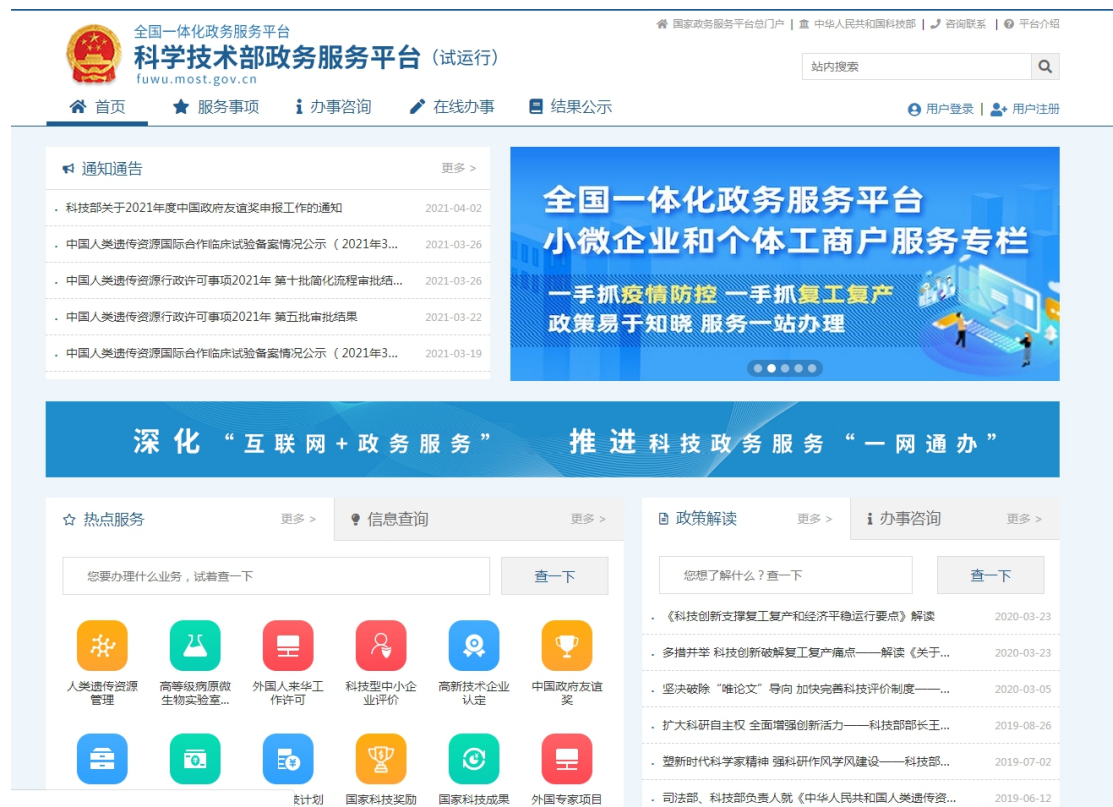 全国一体化政务服务平台
科学技术部政务服务平台（试运行）
fuwu.most.gov.cn
国家政务服务平台总门户 | 中华人民共和国科技部 | 咨询联系 | 平台介绍
站内搜索
首页 服务事项 办事咨询 在线办事 结果公示
用户登录 | 用户注册
通知通告 更多 >
科技部关于2021年度中国政府友谊奖申报工作的通知 2021-04-02
中国人类遗传资源国际合作临床试验备案情况公示（2021年3... 2021-03-26
中国人类遗传资源行政许可事项2021年 第十批简化流程审批结... 2021-03-26
中国人类遗传资源行政许可事项2021年 第五批审批结果 2021-03-22
中国人类遗传资源国际合作临床试验备案情况公示（2021年3... 2021-03-19
全国一体化政务服务平台
小微企业和个体工商户服务专栏
一手抓疫情防控 一手抓复工复产
政策易于知晓 服务一站办理
深化“互联网+政务服务” 推进科技政务服务“一网通办”
热点服务 更多 > 信息查询 更多 >
您要办理什么业务，试着查一下 查一下
人类遗传资源管理
高等级病原微生物实验室...
外国人来华工作许可
科技型中小企业评价
高新技术企业认定
中国政府友谊奖
技计划 国家科技奖励 国家科技成果 外国专家项目
政策解读 更多 > 办事咨询 更多 >
您想了解什么？查一下 查一下
《科技创新支撑复工复产和经济平稳运行要点》解读 2020-03-23
多措并举 科技创新破解复工复产痛点——解读《关于... 2020-03-23
坚决破除“唯论文”导向 加快完善科技评价制度——... 2020-03-05
扩大科研自主权 全面增强创新活力——科技部部长王... 2019-08-26
塑新时代科学家精神 强科研作风学风建设——科技部... 2019-07-02
司法部、科技部负责人就《中华人民共和国人类遗传资... 2019-06-12